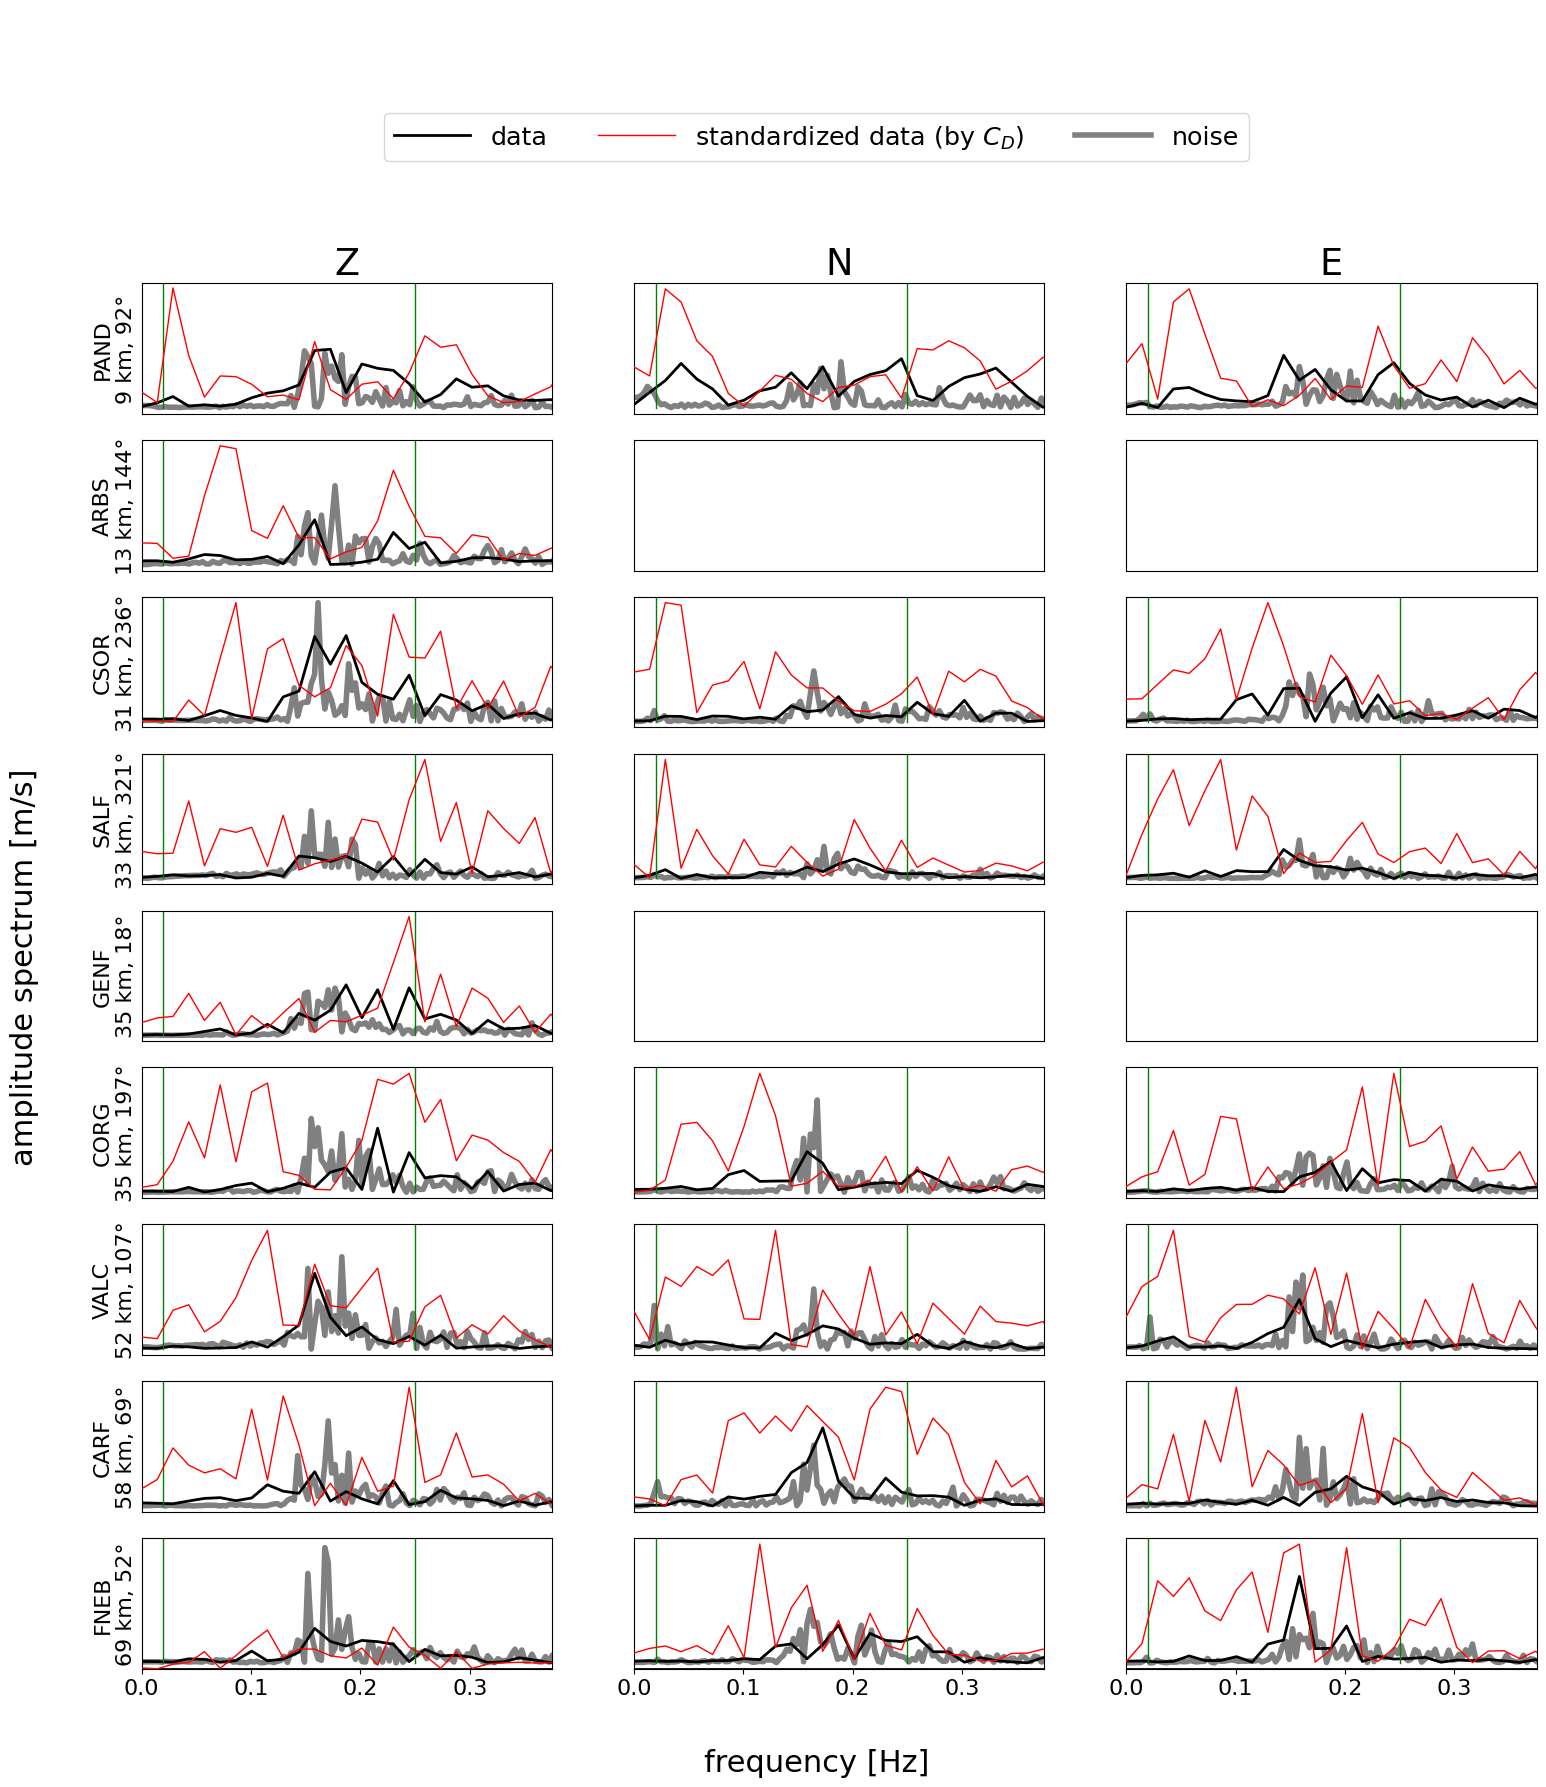 data
standardized data (by C_D)
noise
Z
N
E
amplitude spectrum [m/s]
PAND
9 km, 92°
ARBS
13 km, 144°
CSOR
31 km, 236°
SALF
33 km, 321°
GENF
35 km, 18°
CORG
35 km, 197°
VALC
52 km, 107°
CARF
58 km, 69°
FNEB
69 km, 52°
0.0 0.1 0.2 0.3
0.0 0.1 0.2 0.3
0.0 0.1 0.2 0.3
frequency [Hz]